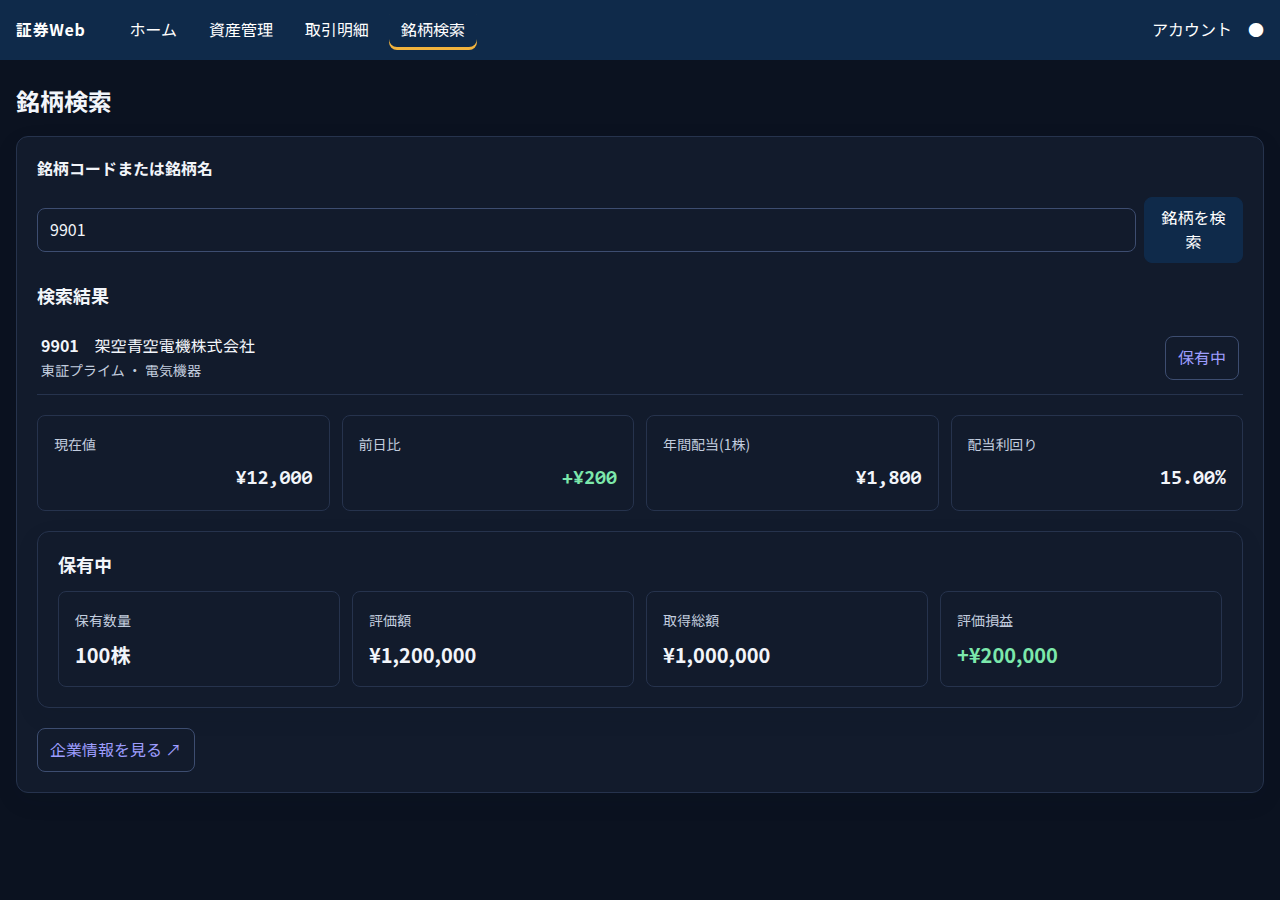 証券Web ホーム 資産管理 取引明細 銘柄検索 アカウント
銘柄検索
銘柄コードまたは銘柄名
9901
銘柄を検
索
検索結果
9901 架空青空電機株式会社
東証プライム ・ 電気機器
保有中
現在値
¥12,000
前日比
+¥200
年間配当(1株)
¥1,800
配当利回り
15.00%
保有中
保有数量
100株
評価額
¥1,200,000
取得総額
¥1,000,000
評価損益
+¥200,000
企業情報を見る ↗